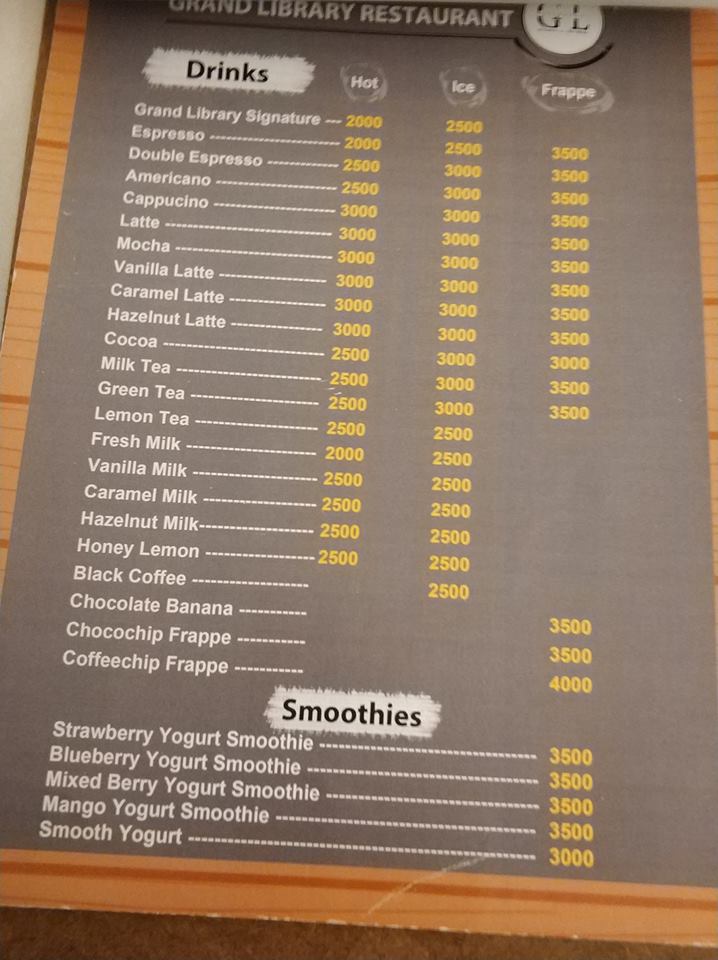 GRAND LIBRARY RESTAURANT GL
Drinks Hot Ice Frappe
Grand Library Signature --- 2000 2500
Espresso ------------------------ 2000 2500 3500
Double Espresso ------------- 2500 3000 3500
Americano ---------------------- 2500 3000 3500
Cappucino ---------------------- 3000 3000 3500
Latte ------------------------------ 3000 3000 3500
Mocha ---------------------------- 3000 3000 3500
Vanilla Latte ------------------- 3000 3000 3500
Caramel Latte ----------------- 3000 3000 3500
Hazelnut Latte ---------------- 3000 3000 3500
Cocoa ---------------------------- 2500 3000 3000
Milk Tea -------------------------- 2500 3000 3500
Green Tea ---------------------- 2500 3000 3500
Lemon Tea --------------------- 2500 2500
Fresh Milk ---------------------- 2000 2500
Vanilla Milk --------------------- 2500 2500
Caramel Milk ------------------- 2500 2500
Hazelnut Milk------------------- 2500 2500
Honey Lemon ------------------ 2500 2500
Black Coffee ------------------- 2500
Chocolate Banana ----------- 3500
Chocochip Frappe ----------- 3500
Coffeechip Frappe ----------- 4000
Smoothies
Strawberry Yogurt Smoothie ----------------------------------- 3500
Blueberry Yogurt Smoothie ------------------------------------- 3500
Mixed Berry Yogurt Smoothie ---------------------------------- 3500
Mango Yogurt Smoothie ----------------------------------------- 3500
Smooth Yogurt ------------------------------------------------------ 3000